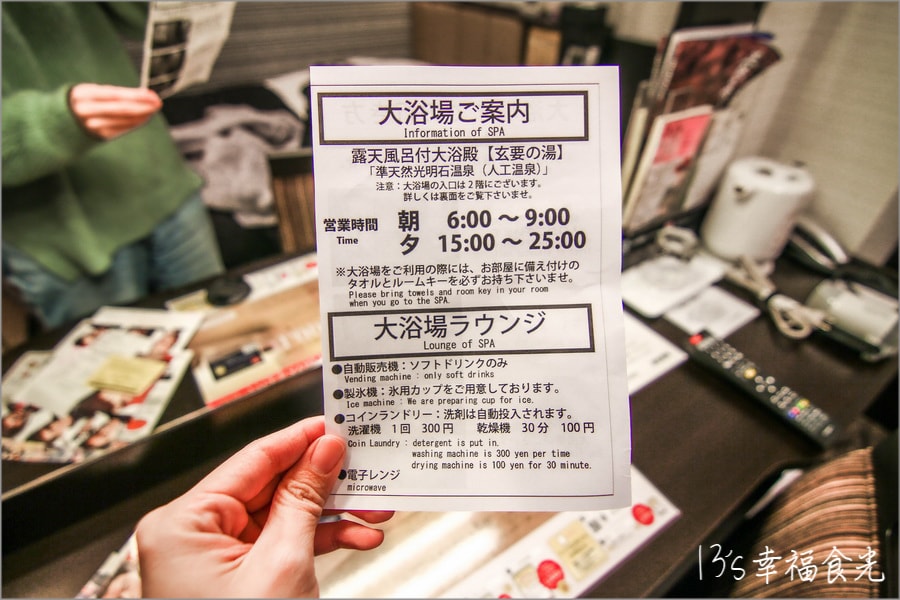 大浴場ご案内
Information of SPA
露天風呂付大浴殿【玄要の湯】
「準天然光明石温泉（人工温泉）」
注意：大浴場の入口は２階にございます。
詳しくは裏面をご覧下さいませ。
営業時間 朝 6:00 ～ 9:00
Time 夕 15:00 ～ 25:00
※大浴場をご利用の際には、お部屋に備え付けの
タオルとルームキーを必ずお持ち下さいませ。
Please bring towels and room key in your room
when you go to the SPA.
大浴場ラウンジ
Lounge of SPA
●自動販売機：ソフトドリンクのみ
Vending machine : only soft drinks
●製氷機：氷用カップをご用意しております。
Ice machine : We are preparing cup for ice.
●コインランドリー：洗剤は自動投入されます。
洗濯機 １回 300円 乾燥機 30分 100円
Coin Laundry : detergent is put in.
washing machine is 300 yen per time
drying machine is 100 yen for 30 minute.
●電子レンジ
microwave
13's幸福食光